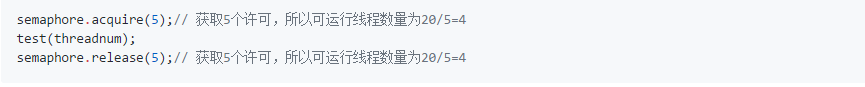 semaphore.acquire(5);// 获取5个许可，所以可运行线程数量为20/5=4
test(threadnum);
semaphore.release(5);// 获取5个许可，所以可运行线程数量为20/5=4